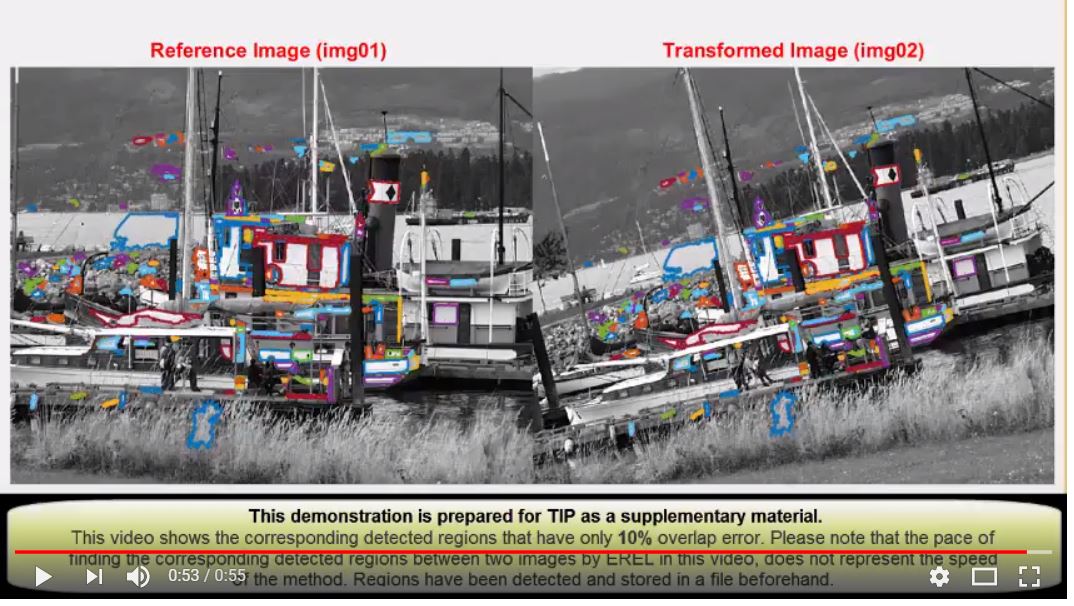 Reference Image (img01)
Transformed Image (img02)
This demonstration is prepared for TIP as a supplementary material.
This video shows the corresponding detected regions that have only 10% overlap error. Please note that the pace of
finding the corresponding detected regions between two images by EREL in this video, does not represent the speed
of the method. Regions have been detected and stored in a file beforehand.
0:53 / 0:55